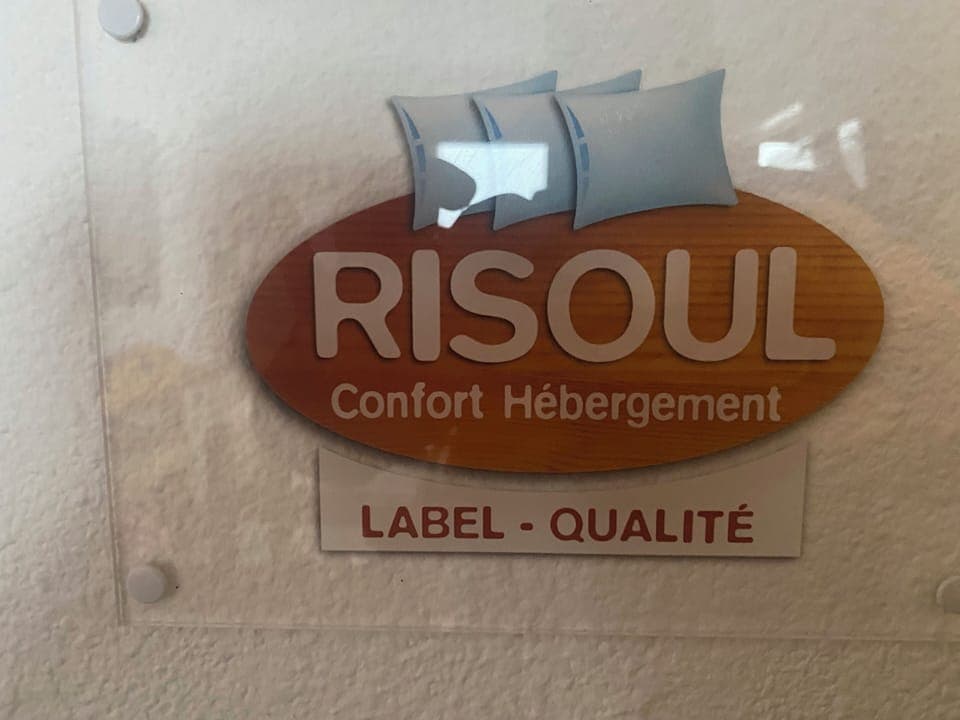 RISOUL
Confort Hébergement
LABEL - QUALITÉ